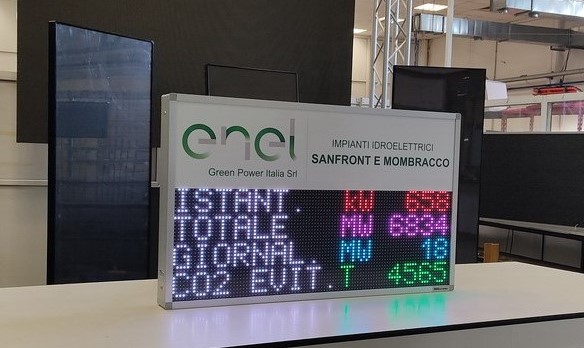 enel
Green Power Italia Srl
IMPIANTI IDROELETTRICI
SANFRONT E MOMBRACCO
ISTANT. KW 658
TOTALE MW 6834
GIORNAL MW 18
CO2 EVIT. T 4565